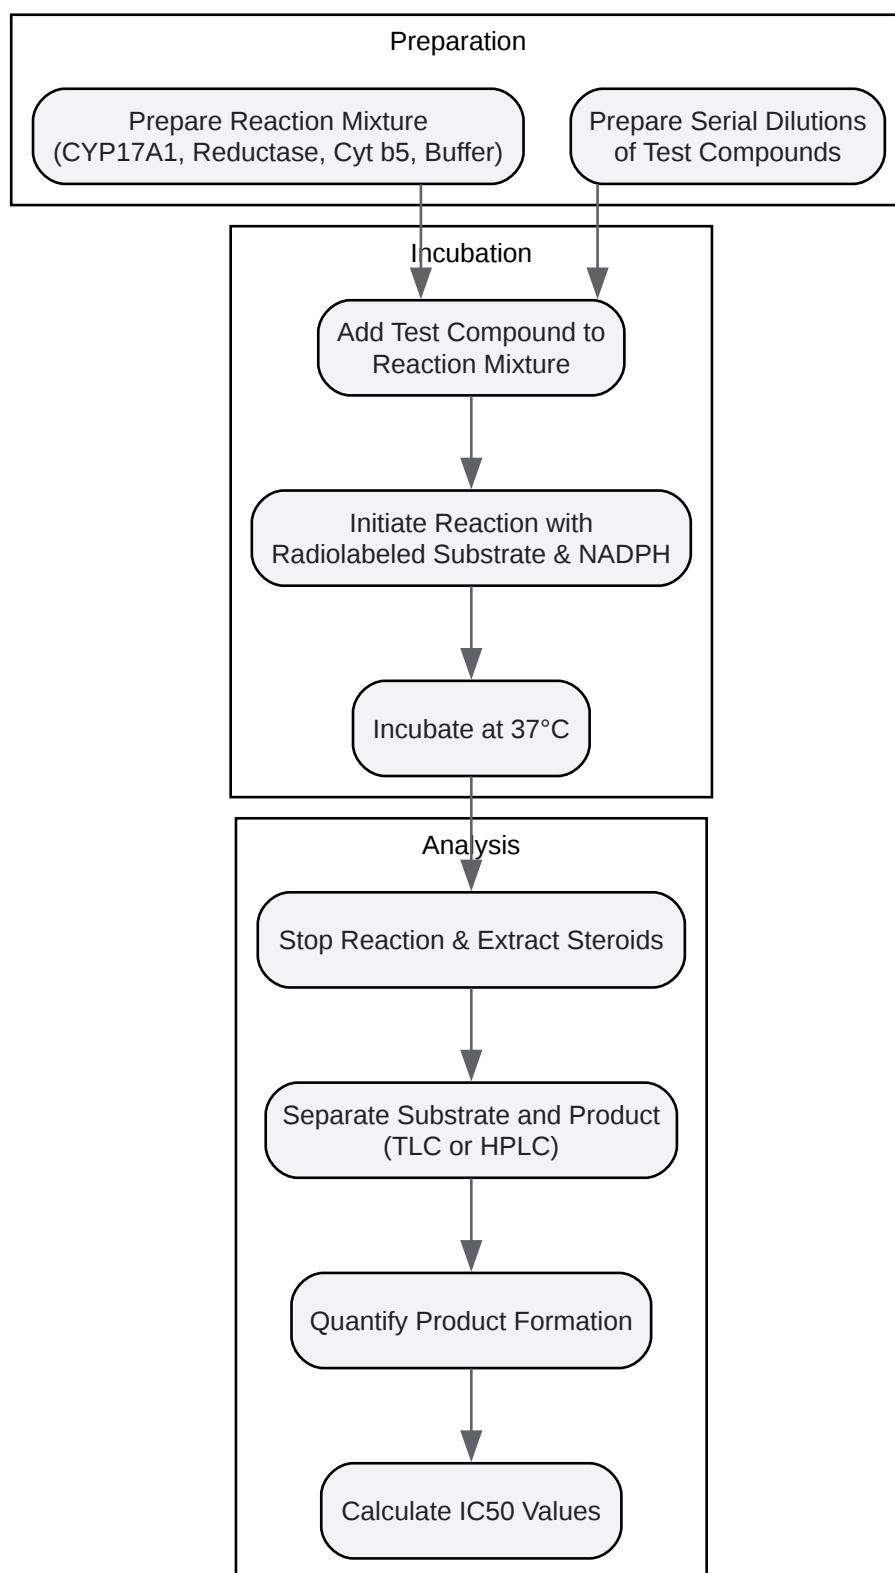 Preparation
Prepare Reaction Mixture
(CYP17A1, Reductase, Cyt b5, Buffer)
Prepare Serial Dilutions
of Test Compounds
Incubation
Add Test Compound to
Reaction Mixture
Initiate Reaction with
Radiolabeled Substrate & NADPH
Incubate at 37°C
Analysis
Stop Reaction & Extract Steroids
Separate Substrate and Product
(TLC or HPLC)
Quantify Product Formation
Calculate IC50 Values